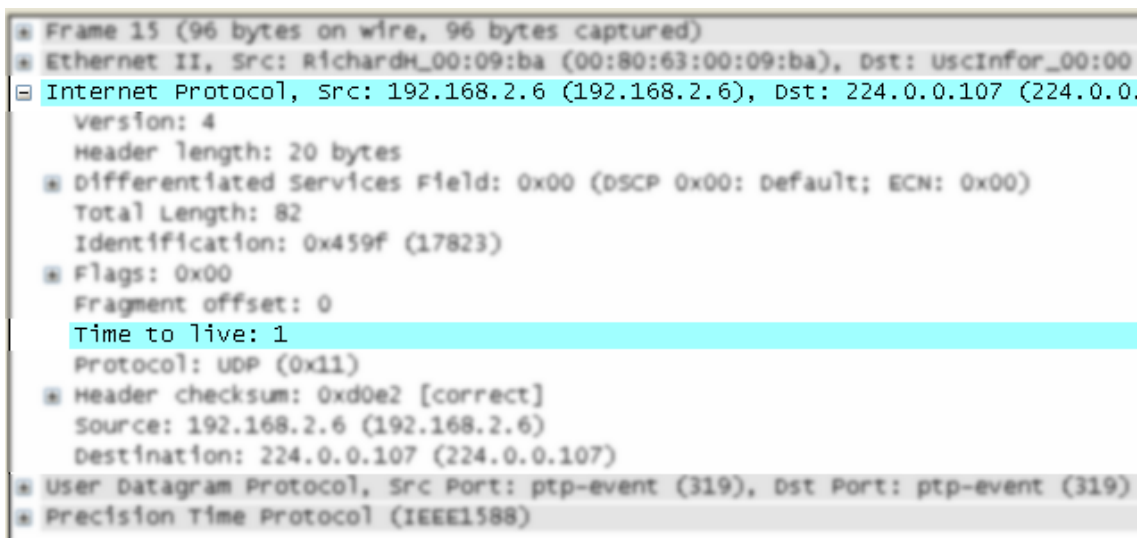 Frame 15 (96 bytes on wire, 96 bytes captured)
Ethernet II, Src: RichardH_00:09:ba (00:80:63:00:09:ba), Dst: UscInfor_00:00
Internet Protocol, Src: 192.168.2.6 (192.168.2.6), Dst: 224.0.0.107 (224.0.0.
Version: 4
Header length: 20 bytes
Differentiated Services Field: 0x00 (DSCP 0x00: Default; ECN: 0x00)
Total Length: 82
Identification: 0x459f (17823)
Flags: 0x00
Fragment offset: 0
Time to live: 1
Protocol: UDP (0x11)
Header checksum: 0xd0e2 [correct]
Source: 192.168.2.6 (192.168.2.6)
Destination: 224.0.0.107 (224.0.0.107)
User Datagram Protocol, Src Port: ptp-event (319), Dst Port: ptp-event (319)
Precision Time Protocol (IEEE1588)